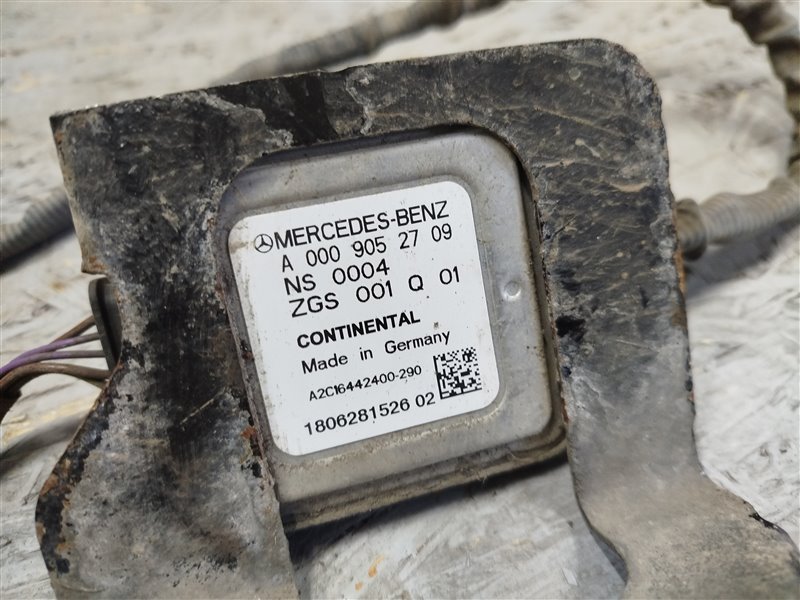 MERCEDES-BENZ
A 000 905 27 09
NS 0004
ZGS 001 Q 01
CONTINENTAL
Made in Germany
A2C16442400-290
1806281526 02